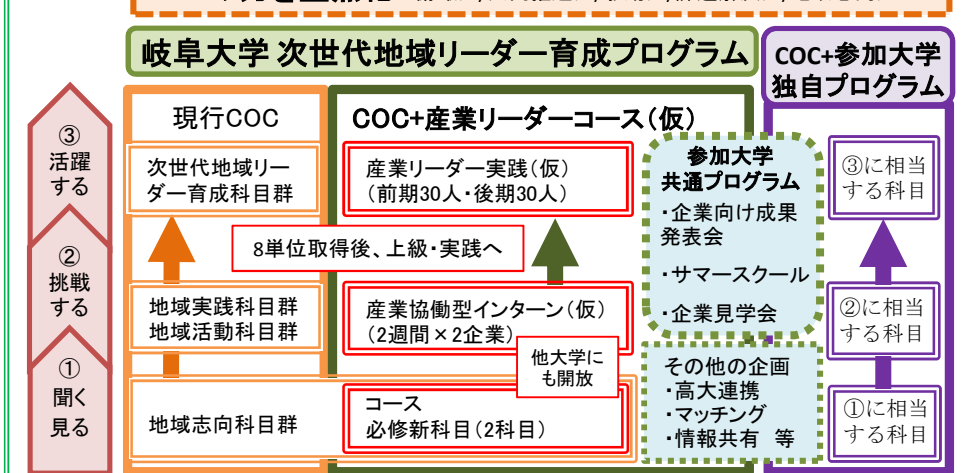 岐阜大学 次世代地域リーダー育成プログラム
COC+参加大学
独自プログラム
③
活躍
する
②
挑戦
する
①
聞く
見る
現行COC
次世代地域リー
ダー育成科目群
地域実践科目群
地域活動科目群
地域志向科目群
COC+産業リーダーコース(仮)
産業リーダー実践(仮)
(前期30人・後期30人)
8単位取得後、上級・実践へ
産業協働型インターン(仮)
(2週間×2企業)
他大学に
も開放
コース
必修新科目(2科目)
参加大学
共通プログラム
・企業向け成果
発表会
・サマースクール
・企業見学会
その他の企画
・高大連携
・マッチング
・情報共有 等
③に相当
する科目
②に相当
する科目
①に相当
する科目